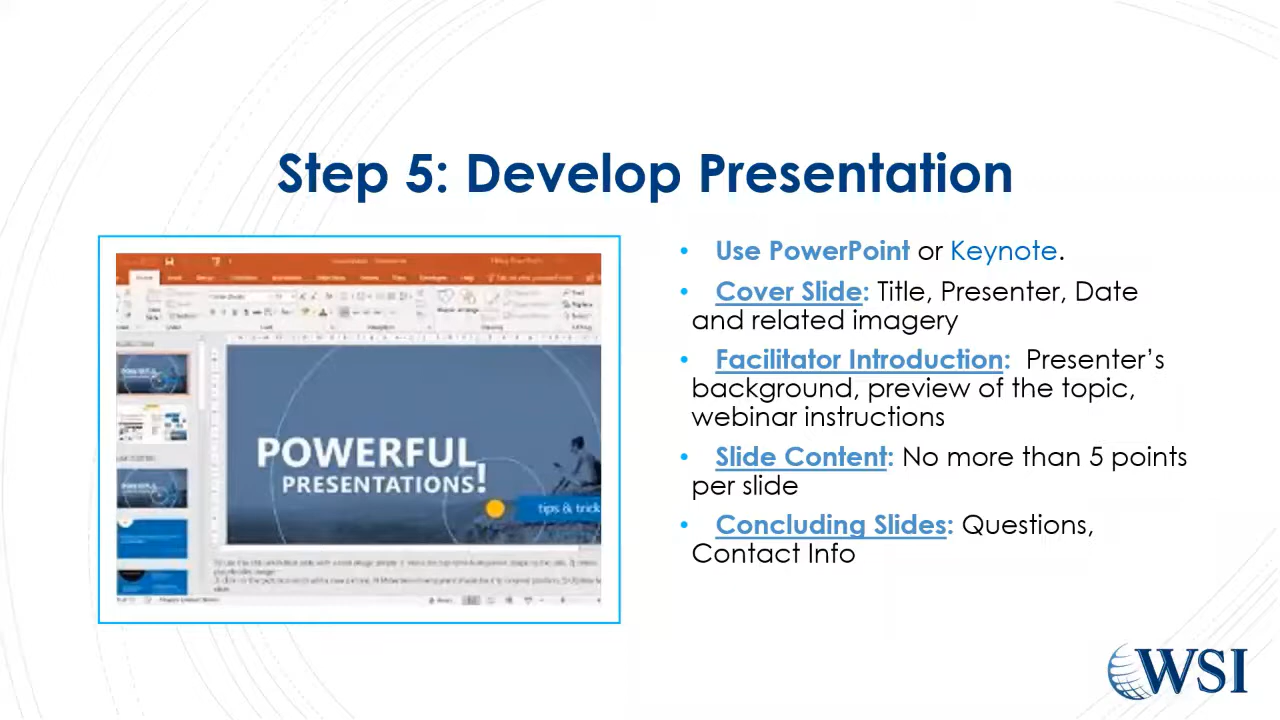 Step 5: Develop Presentation
• Use PowerPoint or Keynote.
• Cover Slide: Title, Presenter, Date
and related imagery
• Facilitator Introduction: Presenter's
background, preview of the topic,
webinar instructions
• Slide Content: No more than 5 points
per slide
• Concluding Slides: Questions,
Contact Info
POWERFUL
PRESENTATIONS!
tips & trick
WSI